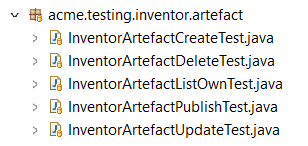 acme.testing.inventor.artefact
InventorArtefactCreateTest.java
InventorArtefactDeleteTest.java
InventorArtefactListOwnTest.java
InventorArtefactPublishTest.java
InventorArtefactUpdateTest.java